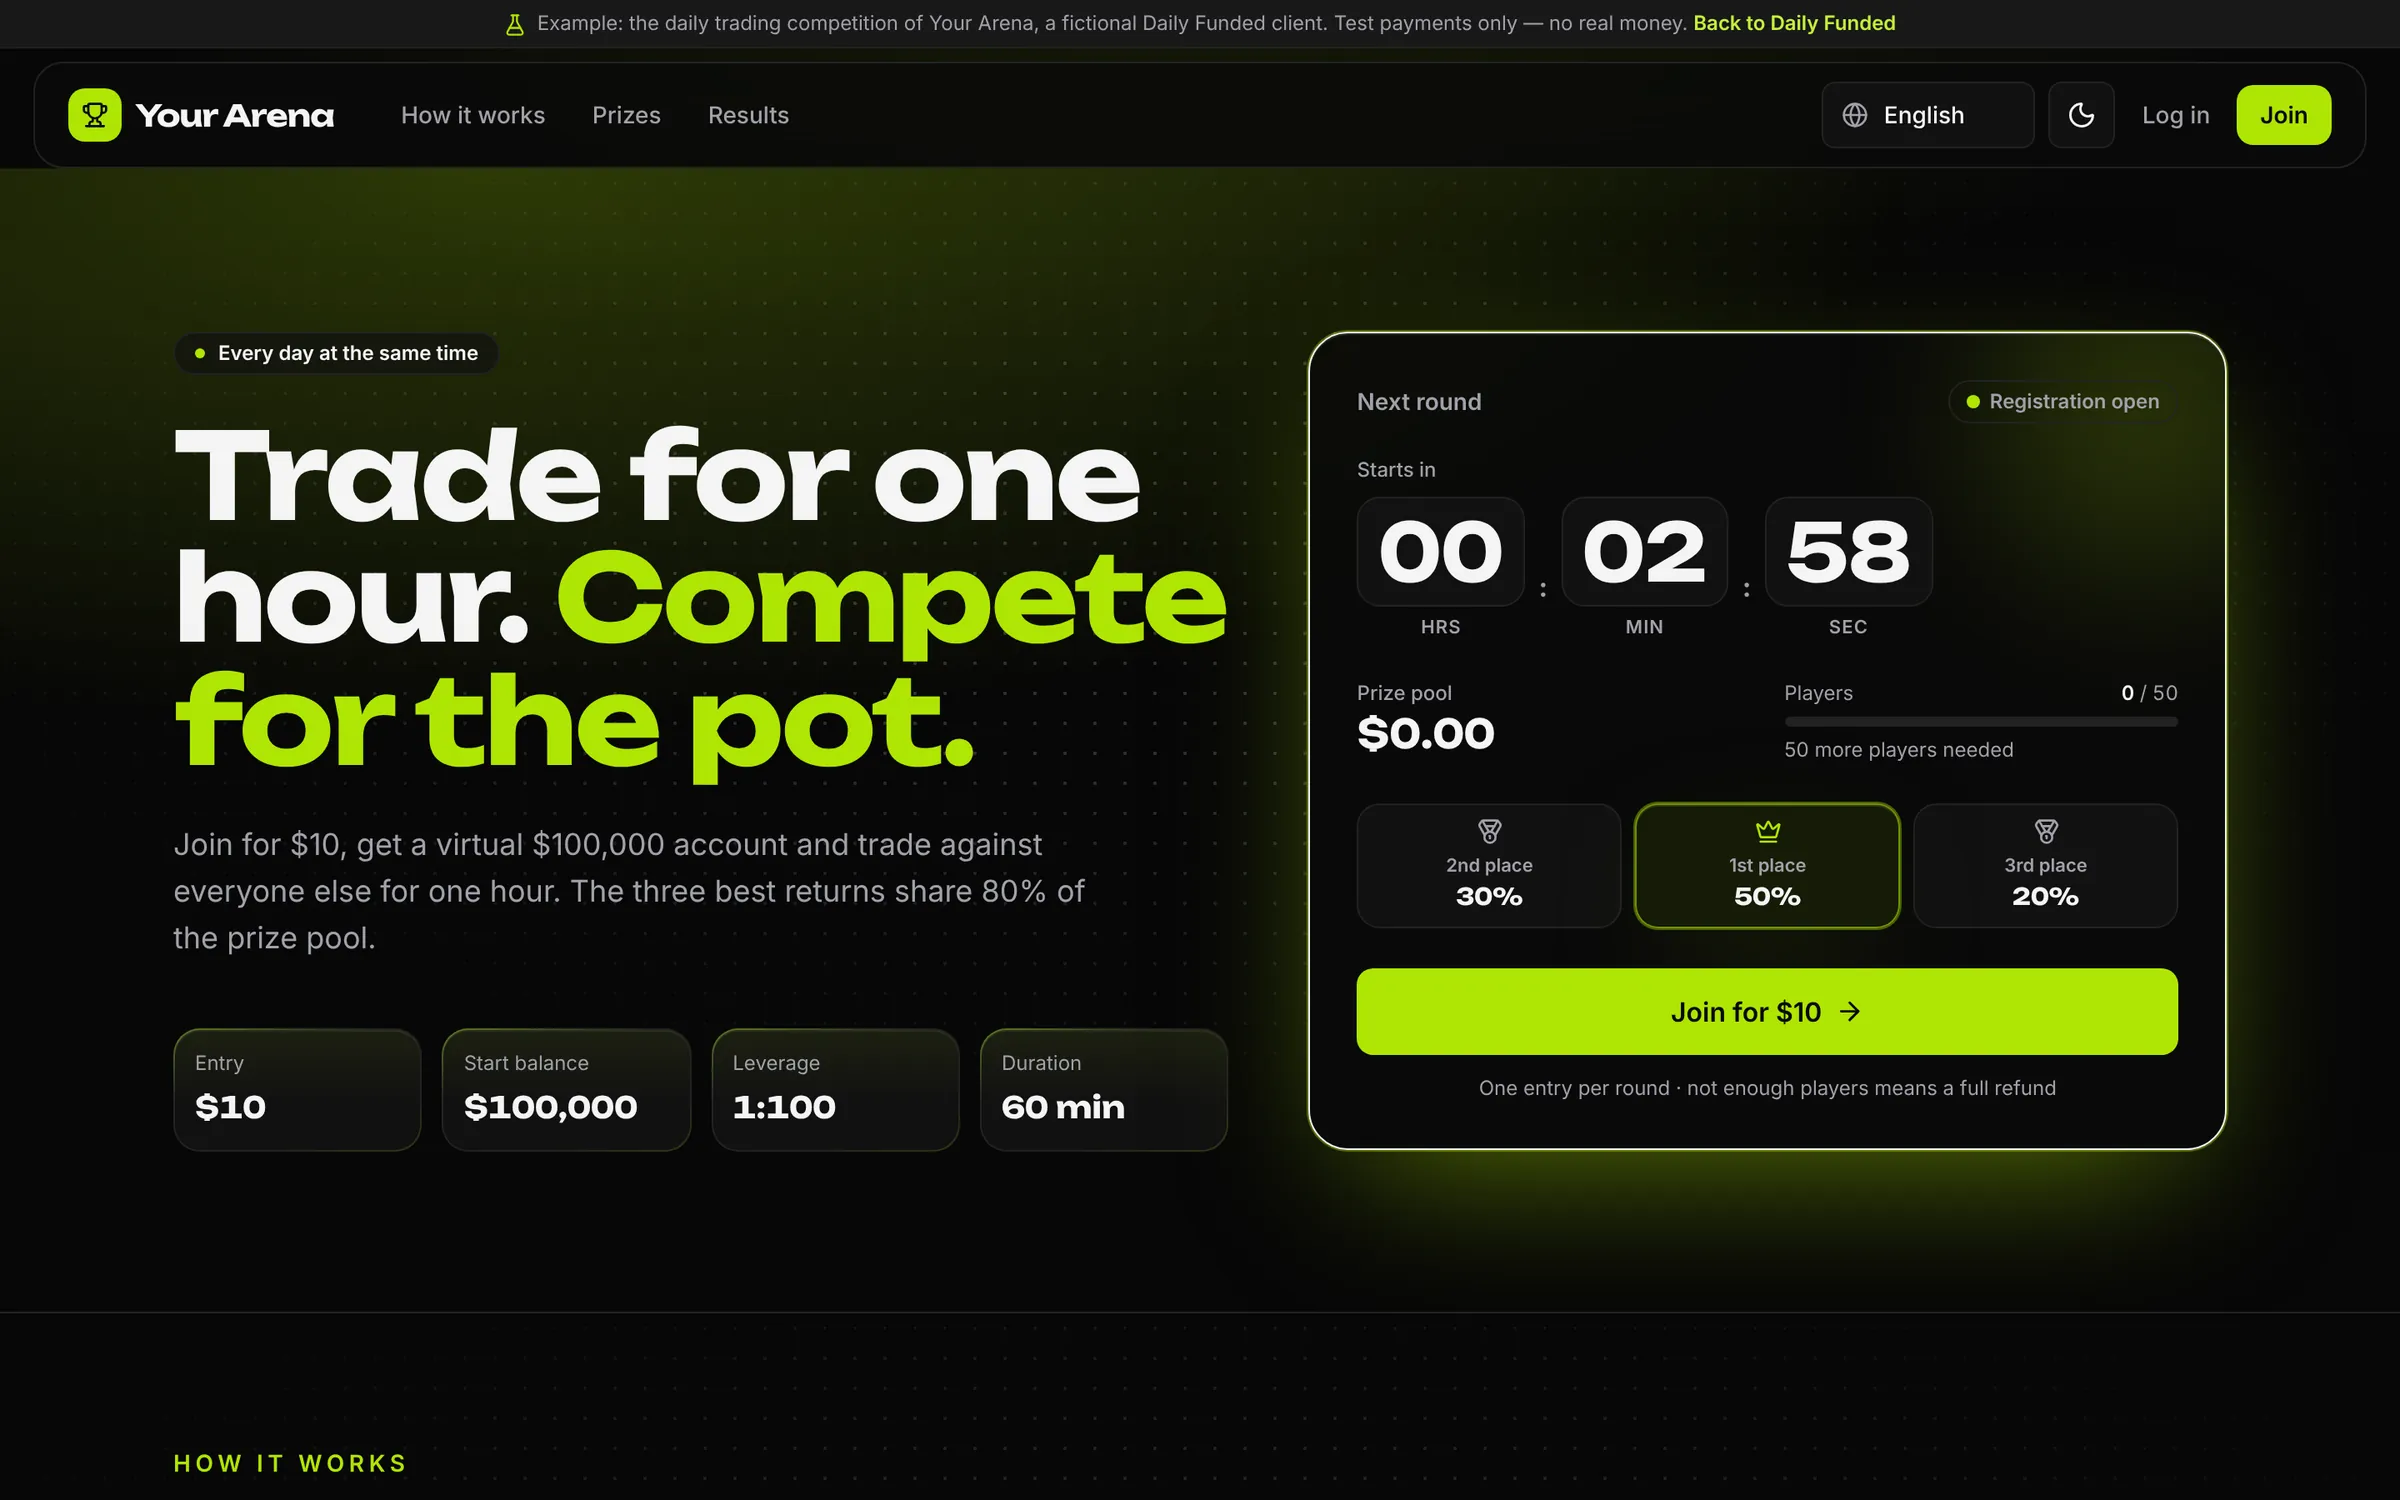 Example: the daily trading competition of Your Arena, a fictional Daily Funded client. Test payments only — no real money. Back to Daily Funded
Your Arena
How it works
Prizes
Results
English
Log in
Join
Every day at the same time
Trade for one
hour. Compete
for the pot.
Join for $10, get a virtual $100,000 account and trade against
everyone else for one hour. The three best returns share 80% of
the prize pool.
Entry
$10
Start balance
$100,000
Leverage
1:100
Duration
60 min
Next round
Registration open
Starts in
00 : 02 : 58
HRS MIN SEC
Prize pool
$0.00
Players
0 / 50
50 more players needed
2nd place
30%
1st place
50%
3rd place
20%
Join for $10 →
One entry per round · not enough players means a full refund
HOW IT WORKS